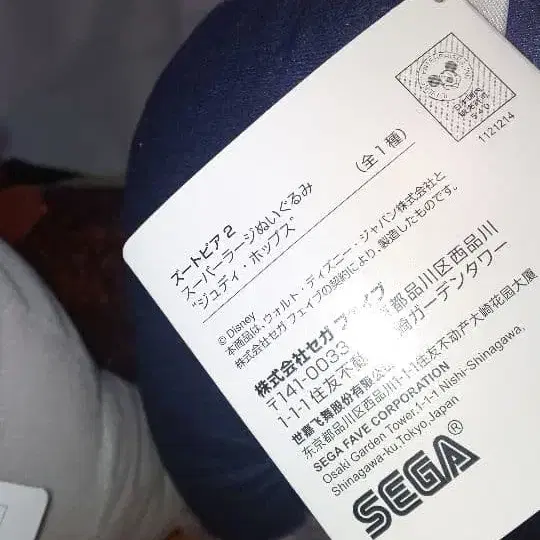 ズートピア2
スーパーラージぬいぐるみ
"ジュディ・ホップス"
(全1種)
© Disney
本商品は、ウォルト・ディズニー・ジャパン株式会社と
株式会社セガ フェイブの契約により、製造したものです。
株式会社セガ フェイブ
〒141-0033 都品川区西品川
1-1-1住友不動 崎ガーデンタワー
世嘉飞舞股份有限公
东京都品川区西品川1-1-1住友不动产大崎花园大厦
SEGA FAVE CORPORATION
Osaki Garden Tower,1-1-1 Nishi-Shinagawa,
Shinagawa-ku,Tokyo,Japan
SEGA®
1121214